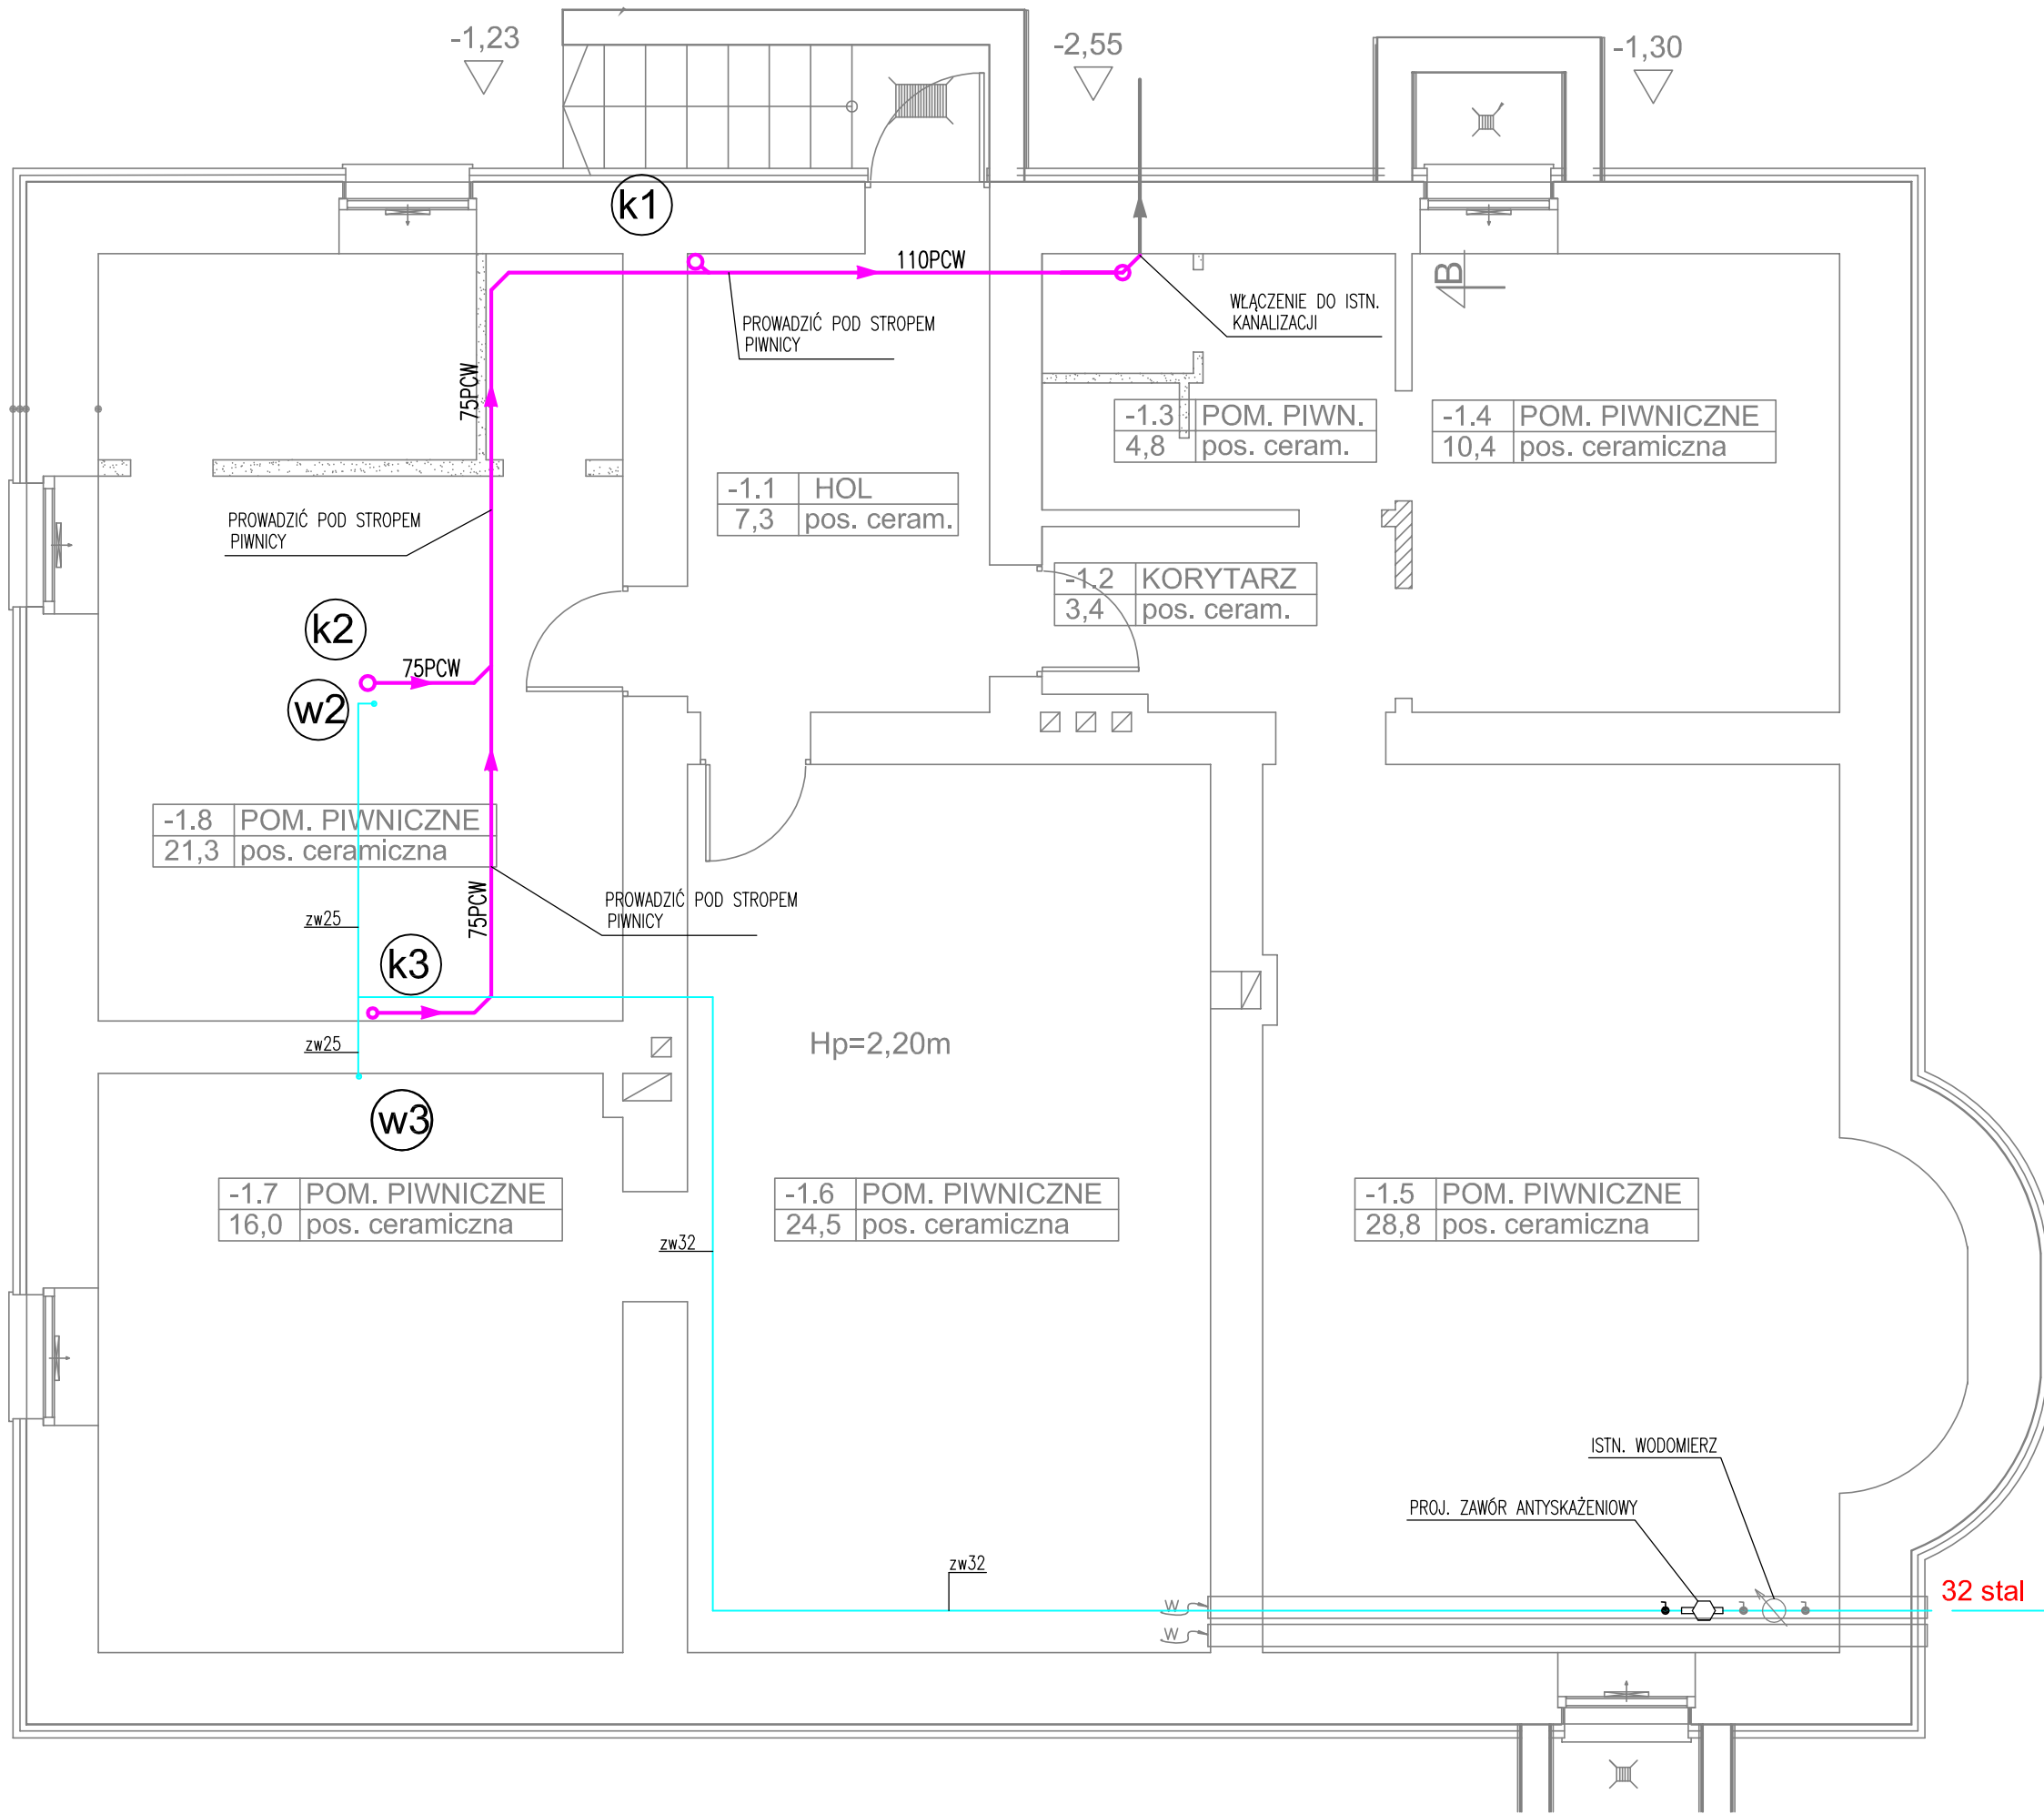 -1,23
-2,55
-1,30
k1
110PCW
WŁĄCZENIE DO ISTN.
KANALIZACJI
B
PROWADZIĆ POD STROPEM
PIWNICY
75PCW
-1.3 POM. PIWN.
4,8 pos. ceram.
-1.4 POM. PIWNICZNE
10,4 pos. ceramiczna
-1.1 HOL
7,3 pos. ceram.
PROWADZIĆ POD STROPEM
PIWNICY
-1.2 KORYTARZ
3,4 pos. ceram.
k2
75PCW
w2
-1.8 POM. PIWNICZNE
21,3 pos. ceramiczna
75PCW
PROWADZIĆ POD STROPEM
PIWNICY
zw25
k3
zw25
Hp=2,20m
w3
-1.7 POM. PIWNICZNE
16,0 pos. ceramiczna
-1.6 POM. PIWNICZNE
24,5 pos. ceramiczna
-1.5 POM. PIWNICZNE
28,8 pos. ceramiczna
zw32
ISTN. WODOMIERZ
PROJ. ZAWÓR ANTYSKAŻENIOWY
zw32
32 stal
W
W